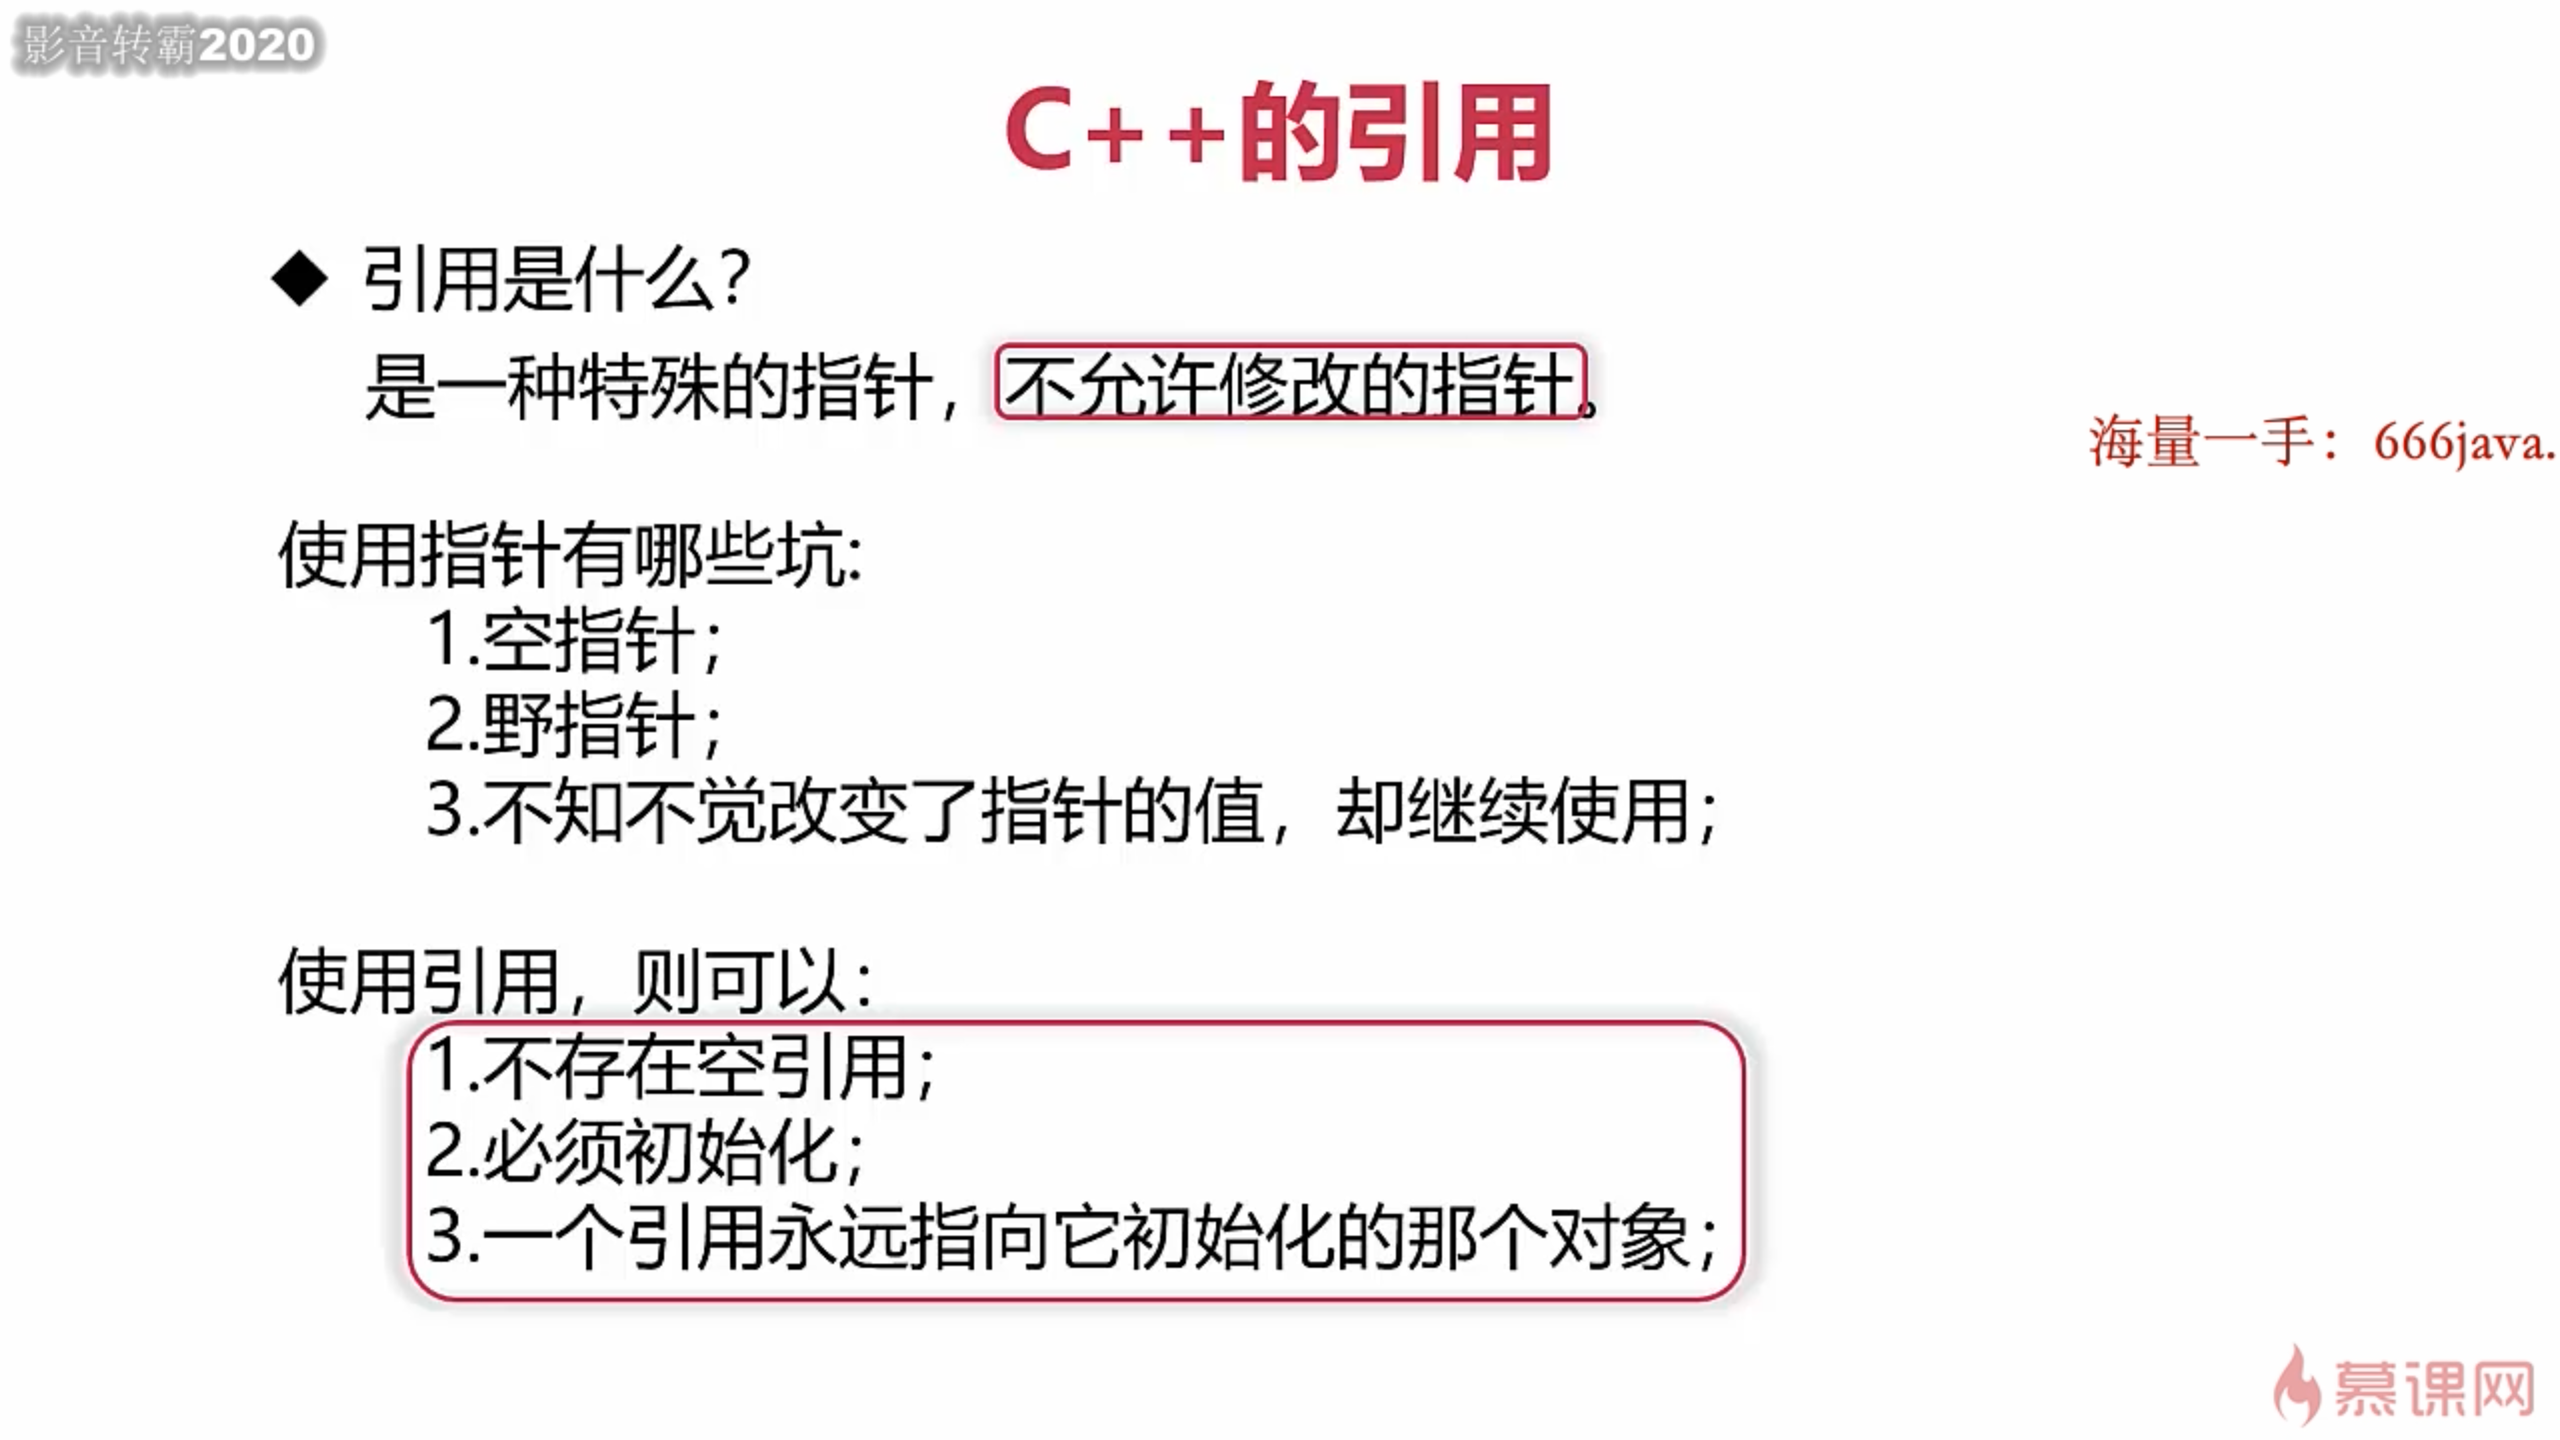 影音转霸2020
C++的引用
◆ 引用是什么？
是一种特殊的指针，不允许修改的指针。
海量一手：666java.
使用指针有哪些坑:
1.空指针；
2.野指针；
3.不知不觉改变了指针的值，却继续使用；
使用引用，则可以：
1.不存在空引用；
2.必须初始化；
3.一个引用永远指向它初始化的那个对象；
慕课网